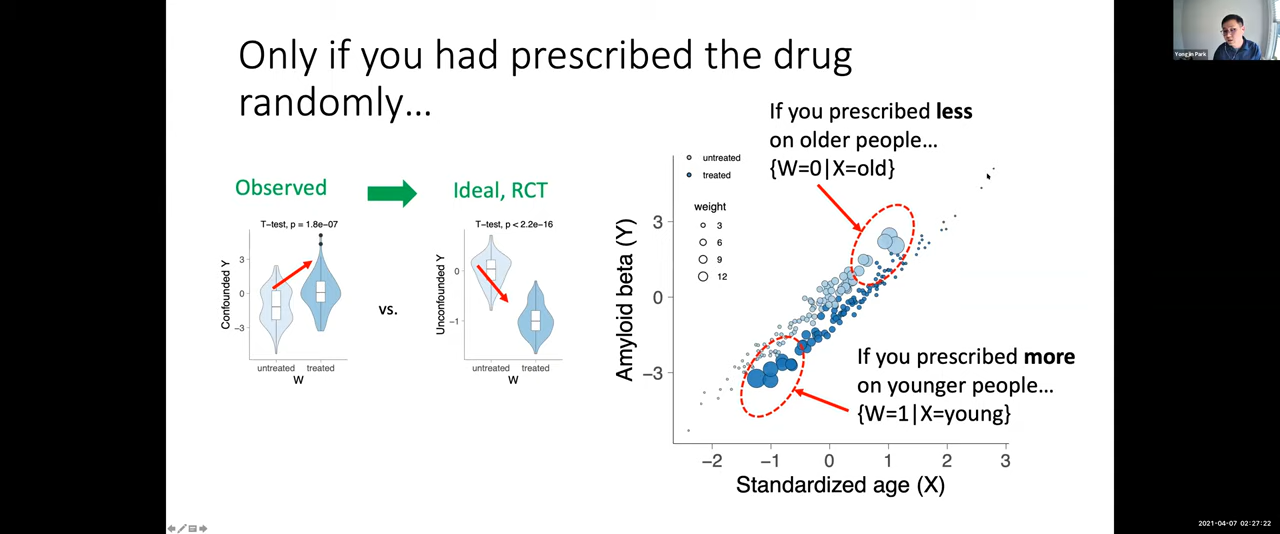 Only if you had prescribed the drug
randomly...
Observed
Ideal, RCT
T-test, p = 1.8e−07
Confounded Y
3
0
−3
untreated
treated
W
vs.
T-test, p < 2.2e−16
Unconfounded Y
0
−1
untreated
treated
W
If you prescribed less
on older people...
{W=0|X=old}
untreated
treated
weight
3
6
9
12
Amyloid beta (Y)
3
0
−3
If you prescribed more
on younger people...
{W=1|X=young}
−2
−1
0
1
2
3
Standardized age (X)
Yongjin Park
2021-04-07 02:27:22